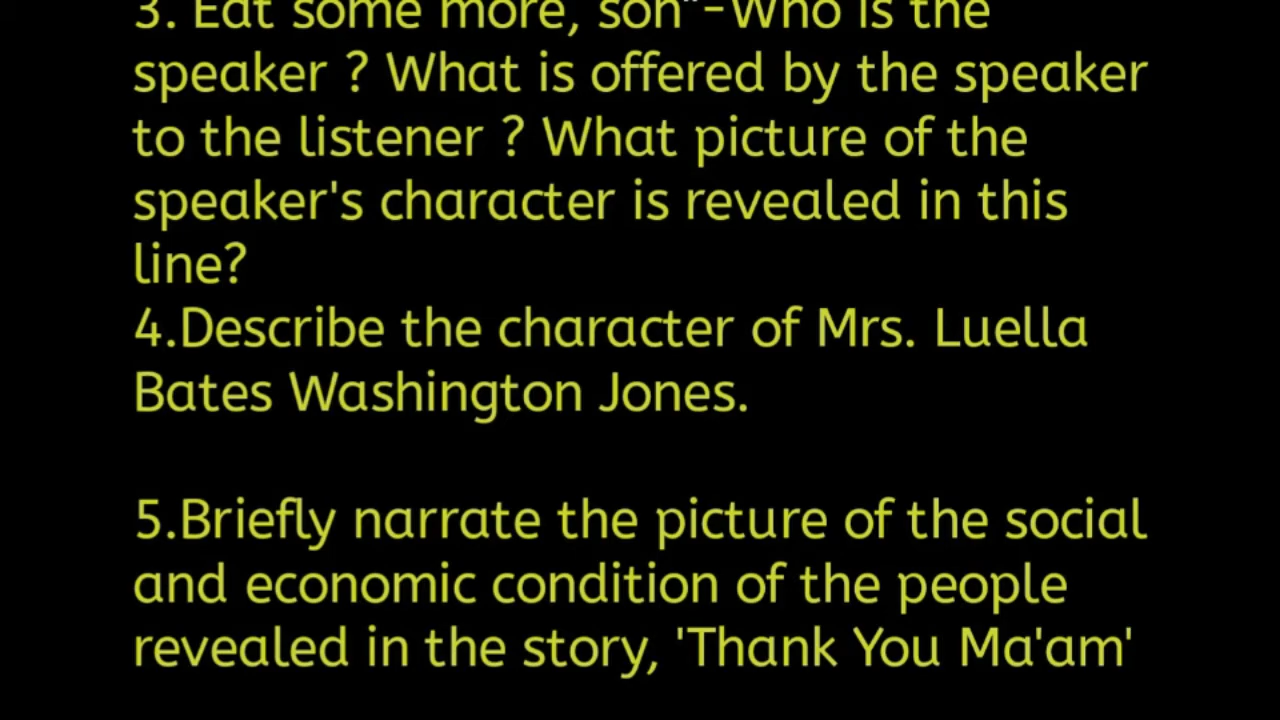 3. Eat some more, son"-Who is the
speaker ? What is offered by the speaker
to the listener ? What picture of the
speaker's character is revealed in this
line?
4.Describe the character of Mrs. Luella
Bates Washington Jones.
5.Briefly narrate the picture of the social
and economic condition of the people
revealed in the story, 'Thank You Ma'am'